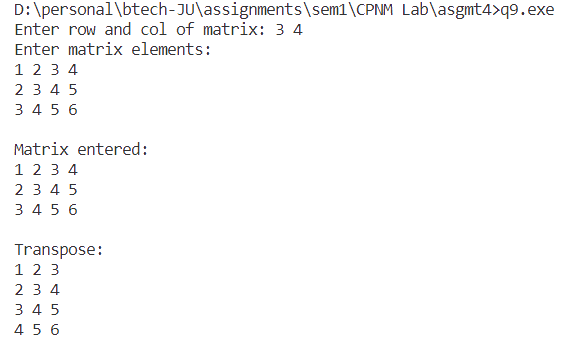 D:\personal\btech-JU\assignments\sem1\CPNM Lab\asgmt4>q9.exe
Enter row and col of matrix: 3 4
Enter matrix elements:
1 2 3 4
2 3 4 5
3 4 5 6

Matrix entered:
1 2 3 4
2 3 4 5
3 4 5 6

Transpose:
1 2 3
2 3 4
3 4 5
4 5 6